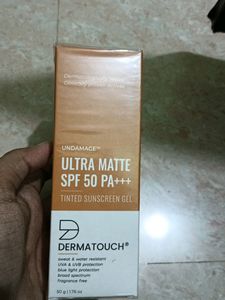 UNDAMAGE™
ULTRA MATTE
SPF 50 PA+++
TINTED SUNSCREEN GEL
DERMATOUCH®
sweat & water resistant
UVA & UVB protection
blue light protection
broad spectrum
fragrance free
50 g | 1.76 oz